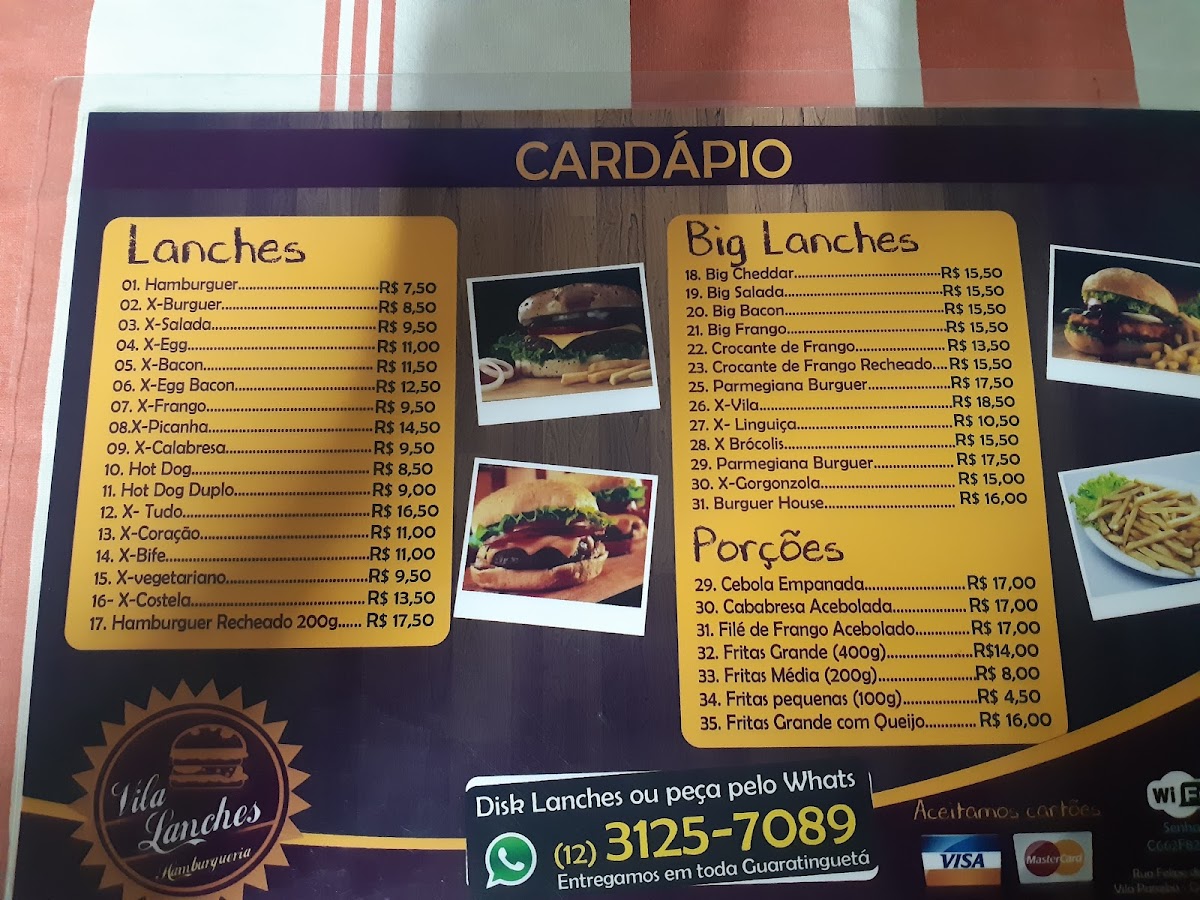 CARDÁPIO
Lanches
01. Hamburguer..........R$ 7,50
02. X-Burguer..........R$ 8,50
03. X-Salada..........R$ 9,50
04. X-Egg..........R$ 11,00
05. X-Bacon..........R$ 11,50
06. X-Egg Bacon..........R$ 12,50
07. X-Frango..........R$ 9,50
08.X-Picanha..........R$ 14,50
09. X-Calabresa..........R$ 9,50
10. Hot Dog..........R$ 8,50
11. Hot Dog Duplo..........R$ 9,00
12. X- Tudo..........R$ 16,50
13. X-Coração..........R$ 11,00
14. X-Bife..........R$ 11,00
15. X-vegetariano..........R$ 9,50
16- X-Costela..........R$ 13,50
17. Hamburguer Recheado 200g...... R$ 17,50
Big Lanches
18. Big Cheddar..........R$ 15,50
19. Big Salada..........R$ 15,50
20. Big Bacon..........R$ 15,50
21. Big Frango..........R$ 15,50
22. Crocante de Frango..........R$ 13,50
23. Crocante de Frango Recheado....R$ 15,50
25. Parmegiana Burguer..........R$ 17,50
26. X-Vila..........R$ 18,50
27. X- Linguiça..........R$ 10,50
28. X Brócolis..........R$ 15,50
29. Parmegiana Burguer..........R$ 17,50
30. X-Gorgonzola..........R$ 15,00
31. Burguer House..........R$ 16,00
Porções
29. Cebola Empanada..........R$ 17,00
30. Cababresa Acebolada..........R$ 17,00
31. Filé de Frango Acebolado..........R$ 17,00
32. Fritas Grande (400g)..........R$14,00
33. Fritas Média (200g)..........R$ 8,00
34. Fritas pequenas (100g)..........R$ 4,50
35. Fritas Grande com Queijo..........R$ 16,00
Vila
Lanches
Hamburgueria
Disk Lanches ou peça pelo Whats
(12) 3125-7089
Entregamos em toda Guaratinguetá
Aceitamos cartões
VISA
MasterCard
Wi
Rua
Vila